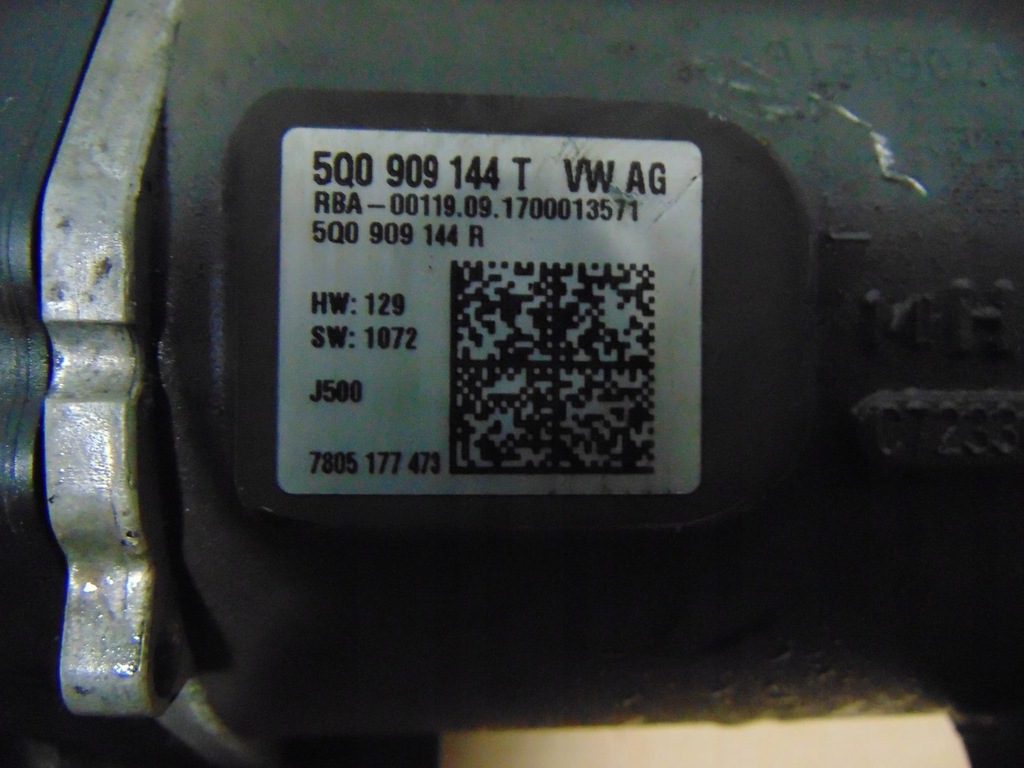 5Q0 909 144 T VW AG
RBA-00119.09.1700013571
5Q0 909 144 R
HW: 129
SW: 1072
J500
7805 177 473